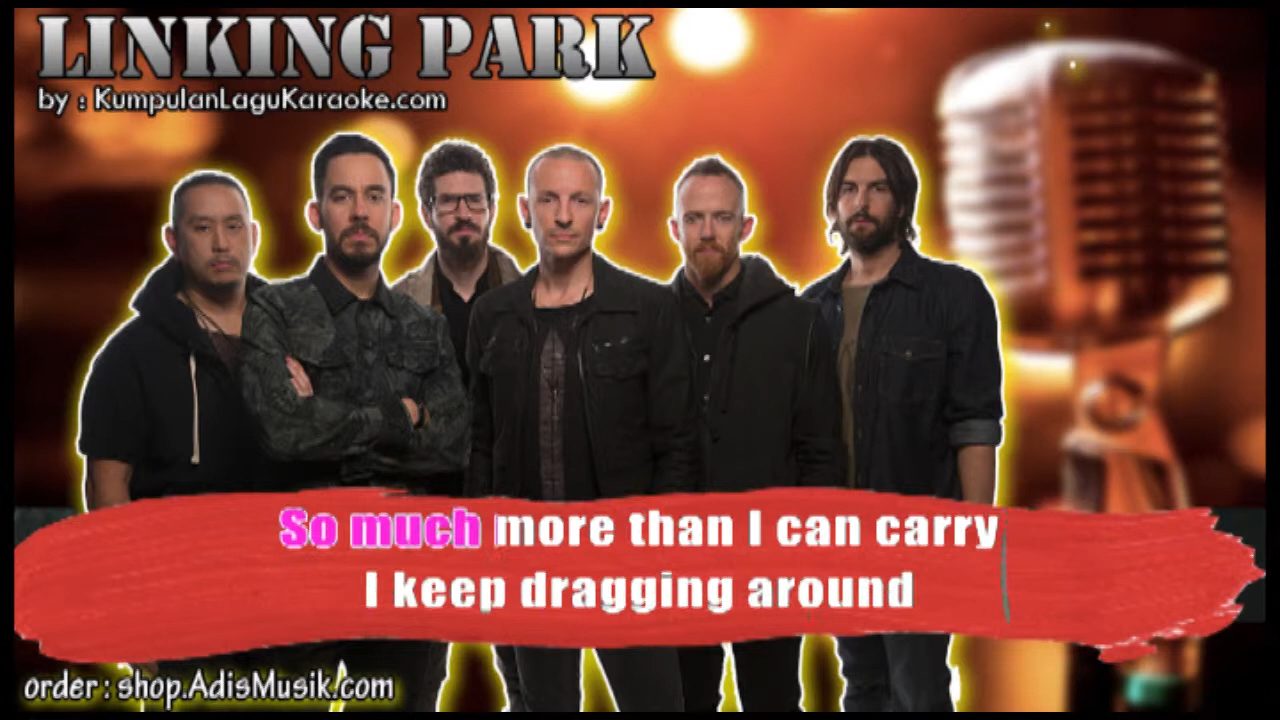 LINKING PARK
by : KumpulanLaguKaraoke.com
So much more than I can carry
I keep dragging around
order : shop.AdisMusik.com